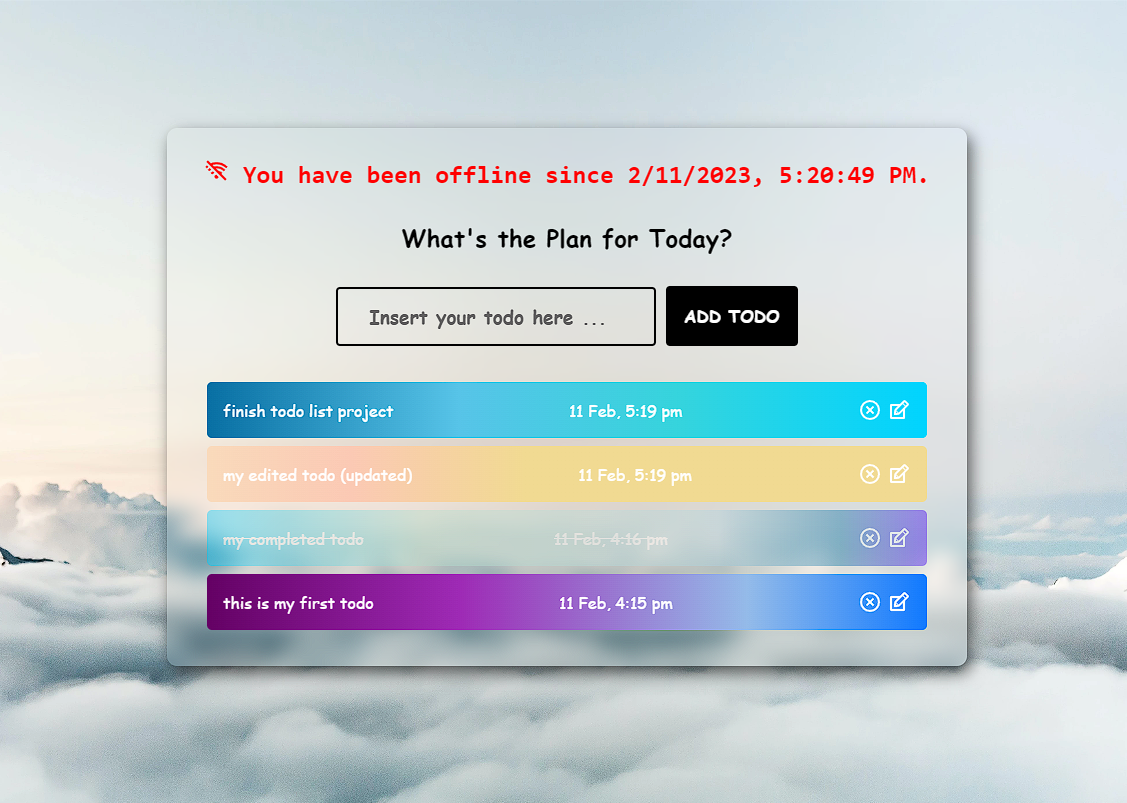 You have been offline since 2/11/2023, 5:20:49 PM.
What's the Plan for Today?
Insert your todo here ... ADD TODO
finish todo list project 11 Feb, 5:19 pm
my edited todo (updated) 11 Feb, 5:19 pm
my completed todo 11 Feb, 4:16 pm
this is my first todo 11 Feb, 4:15 pm